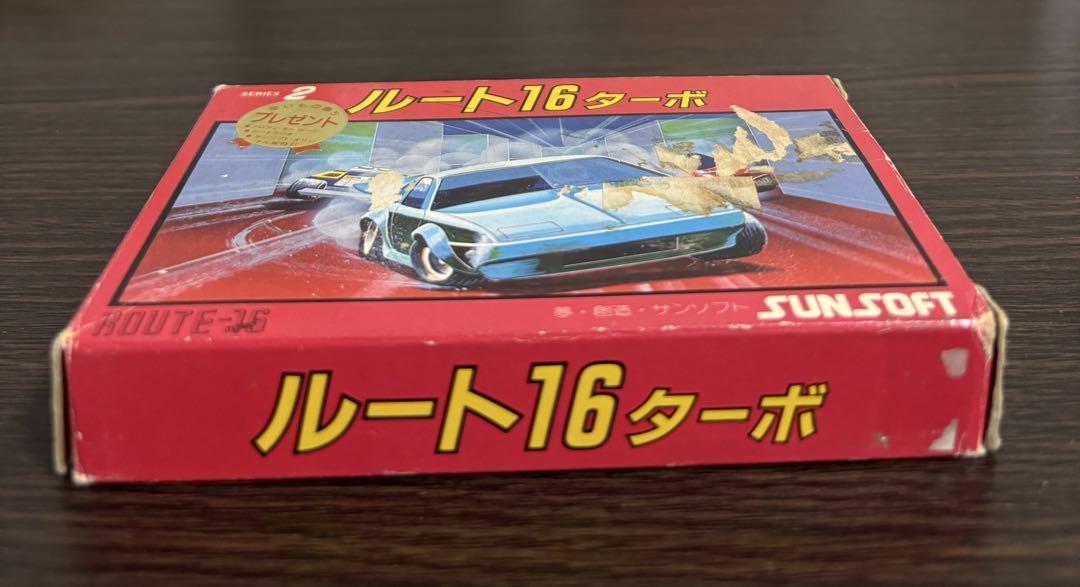 SERIES 2
ルート16ターボ
プレゼント
ROUTE-16
夢・創造・サンソフト
SUNSOFT
ルート16ターボ